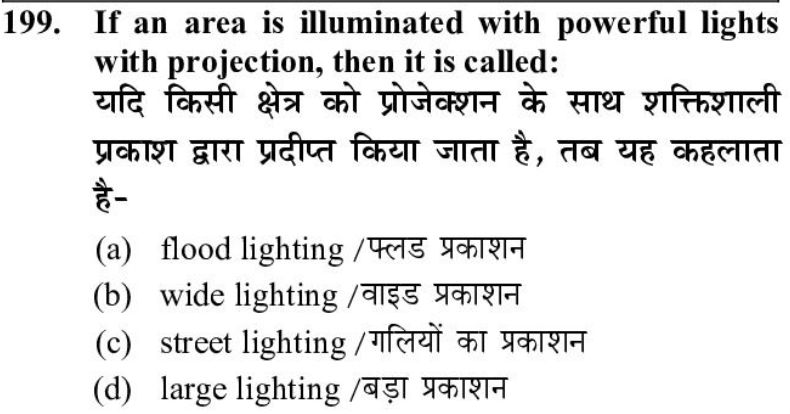 199. If an area is illuminated with powerful lights
with projection, then it is called:
यदि किसी क्षेत्र को प्रोजेक्शन के साथ शक्तिशाली
प्रकाश द्वारा प्रदीप्त किया जाता है, तब यह कहलाता
है-
(a) flood lighting /फ्लड प्रकाशन
(b) wide lighting /वाइड प्रकाशन
(c) street lighting /गलियों का प्रकाशन
(d) large lighting /बड़ा प्रकाशन